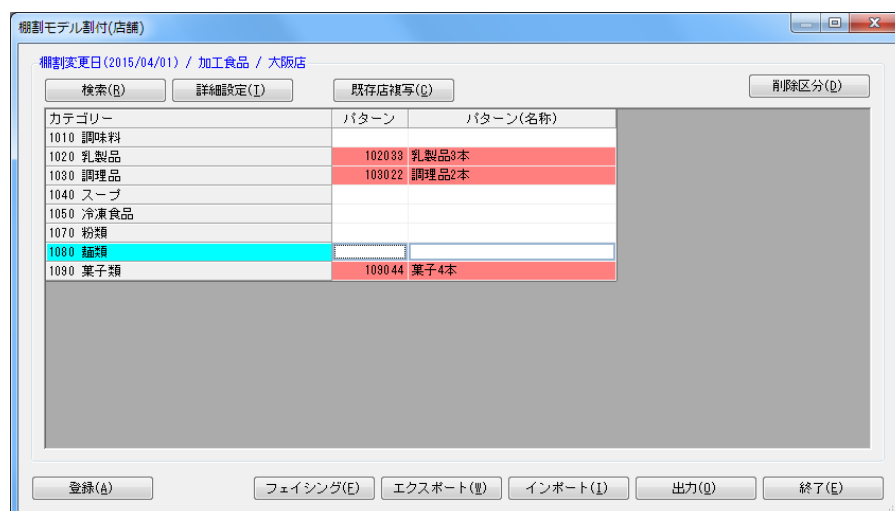 棚割モデル割付(店舗)
棚割変更日(2015/04/01) / 加工食品 / 大阪店
検索(R) 詳細設定(T) 既存店複写(C) 削除区分(D)
カテゴリー パターン パターン(名称)
1010 調味料
1020 乳製品 102033 乳製品3本
1030 調理品 103022 調理品2本
1040 スープ
1050 冷凍食品
1070 粉類
1080 麺類
1090 菓子類 109044 菓子4本
登録(A) フェイシング(F) エクスポート(W) インポート(I) 出力(O) 終了(E)